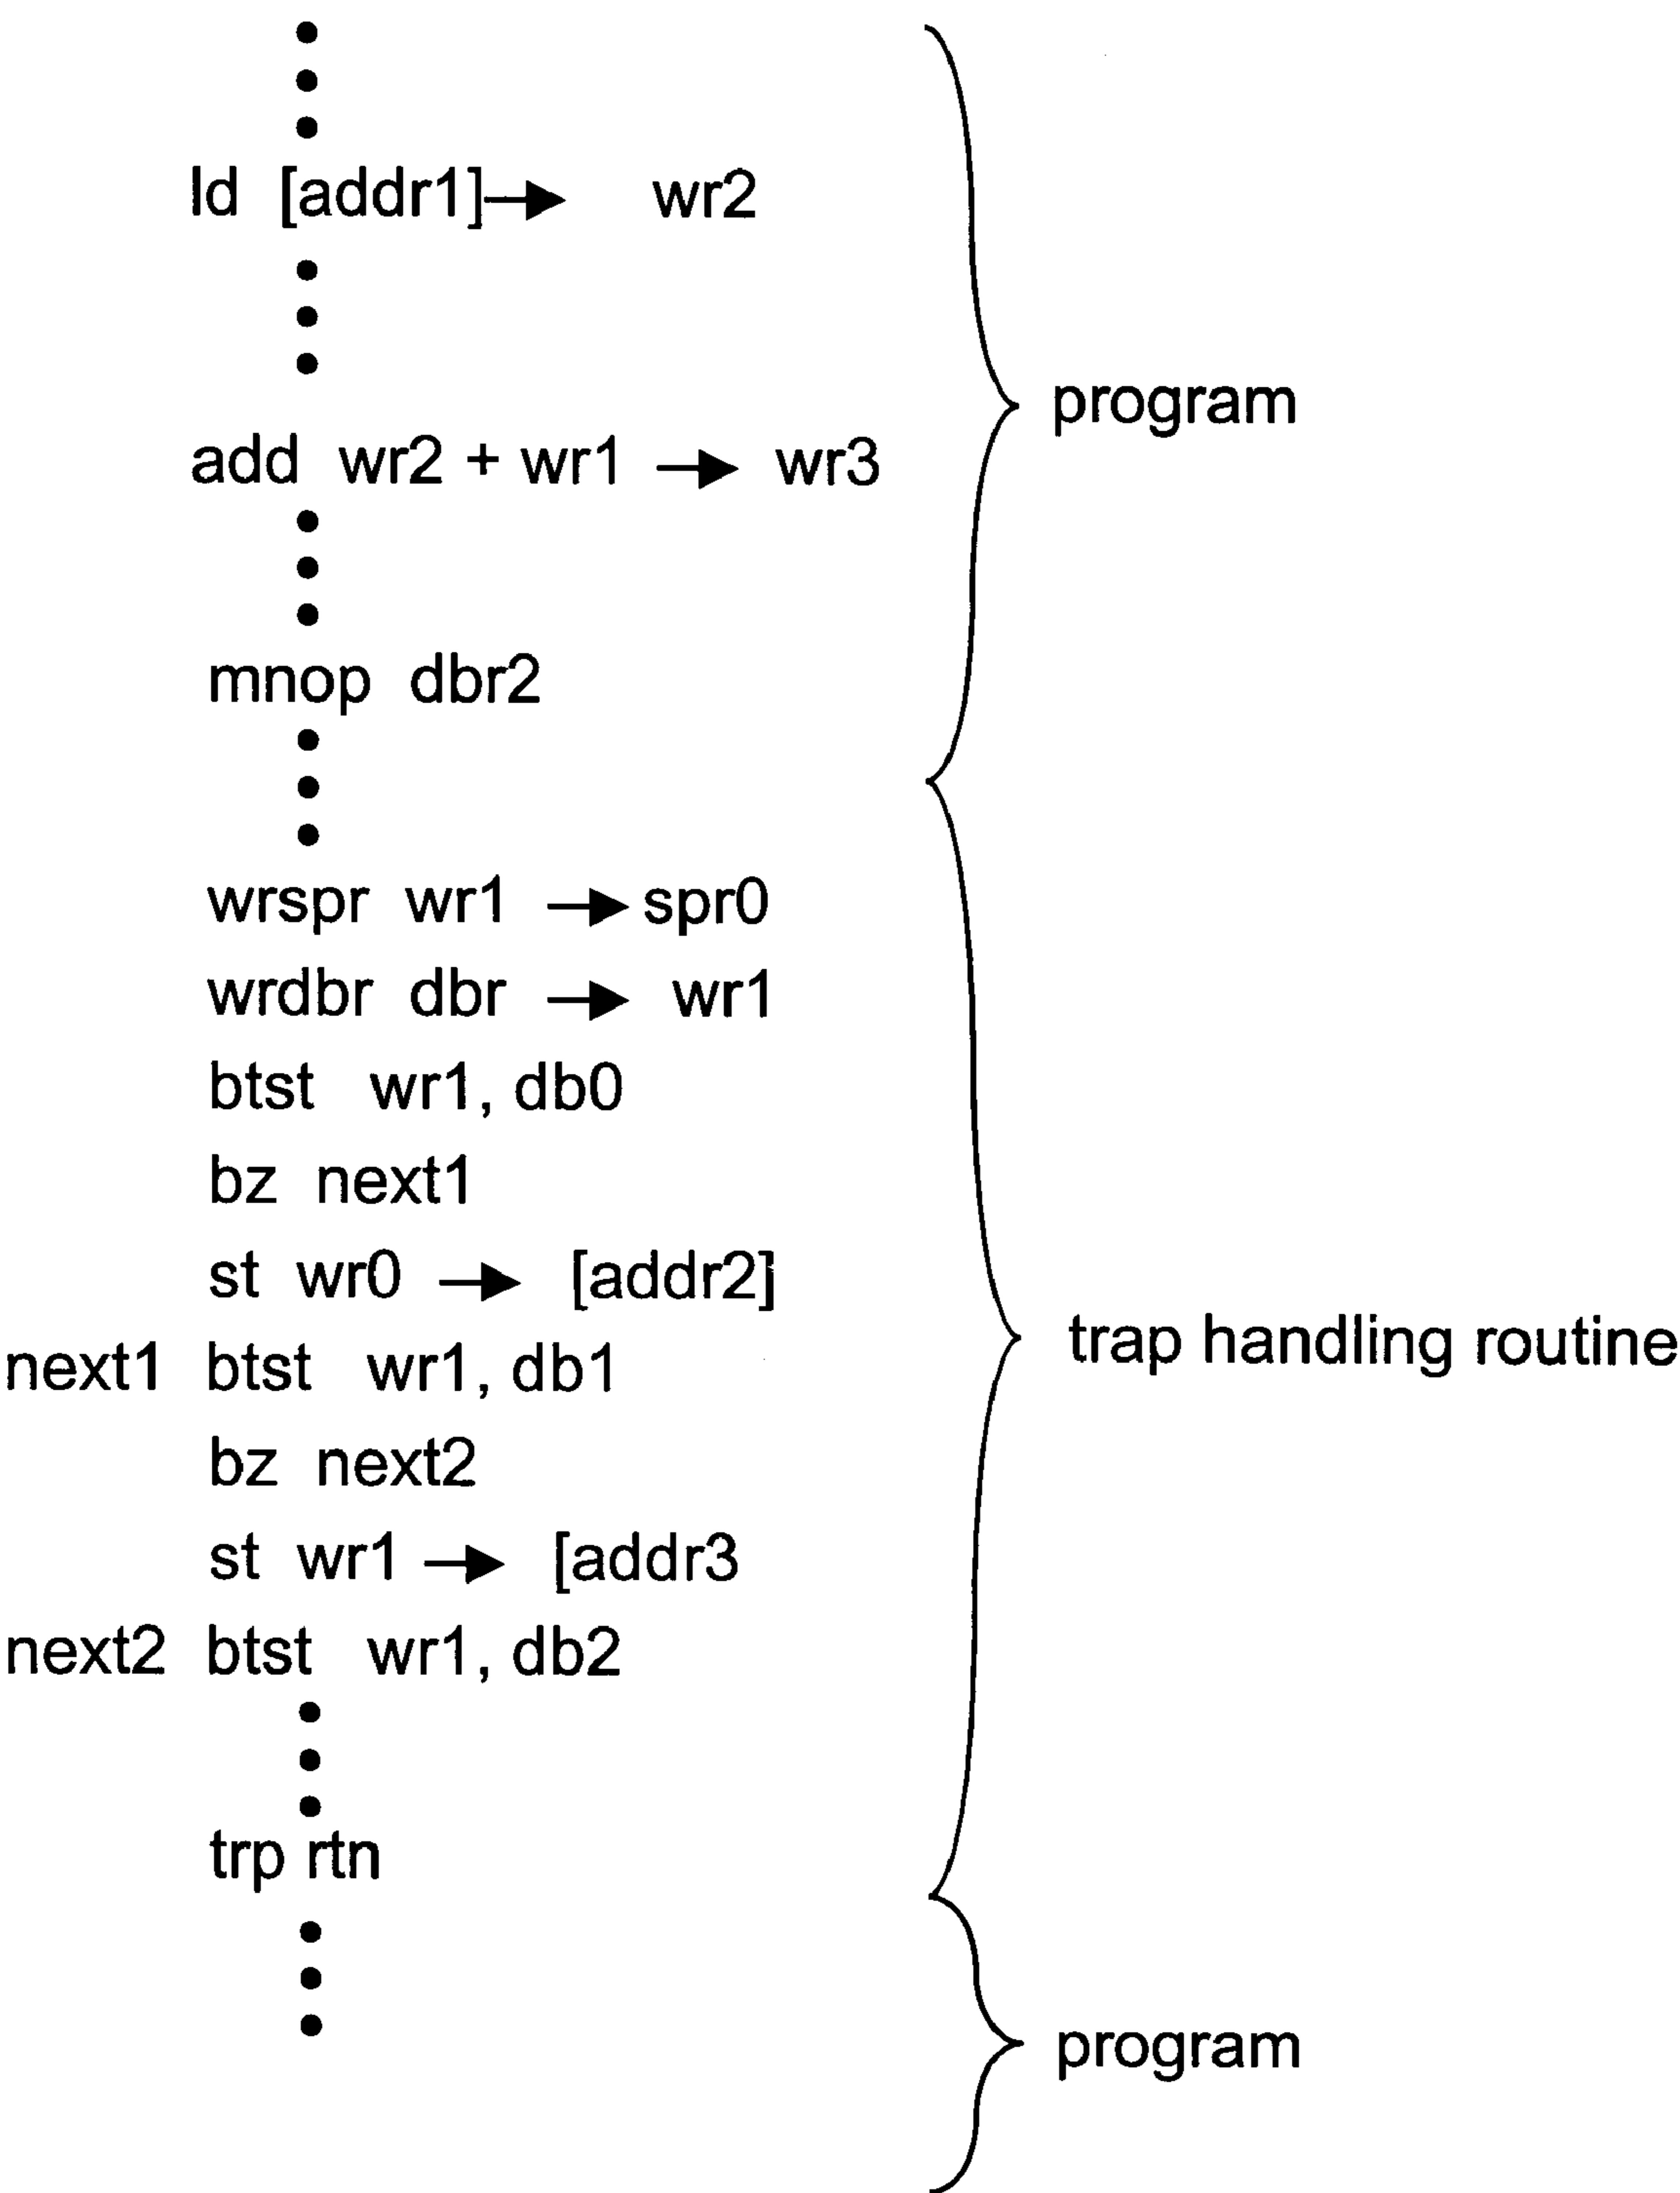 ld [addr1] → wr2
program
add wr2 + wr1 → wr3
mnop dbr2
wrspr wr1 → spr0
wrdbr dbr → wr1
btst wr1, db0
bz next1
st wr0 → [addr2]
trap handling routine
next1 btst wr1, db1
bz next2
st wr1 → [addr3
next2 btst wr1, db2
trp rtn
program